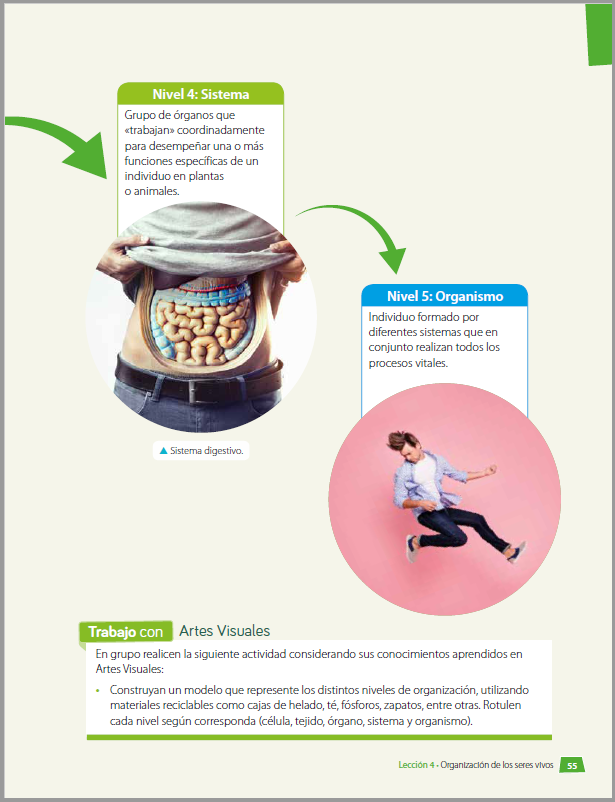 Nivel 4: Sistema
Grupo de órganos que
«trabajan» coordinadamente
para desempeñar una o más
funciones específicas de un
individuo en plantas
o animales.
▲ Sistema digestivo.
Nivel 5: Organismo
Individuo formado por
diferentes sistemas que en
conjunto realizan todos los
procesos vitales.
Trabajo con Artes Visuales
En grupo realicen la siguiente actividad considerando sus conocimientos aprendidos en
Artes Visuales:
• Construyan un modelo que represente los distintos niveles de organización, utilizando
materiales reciclables como cajas de helado, té, fósforos, zapatos, entre otras. Rotulen
cada nivel según corresponda (célula, tejido, órgano, sistema y organismo).
Lección 4 • Organización de los seres vivos 55